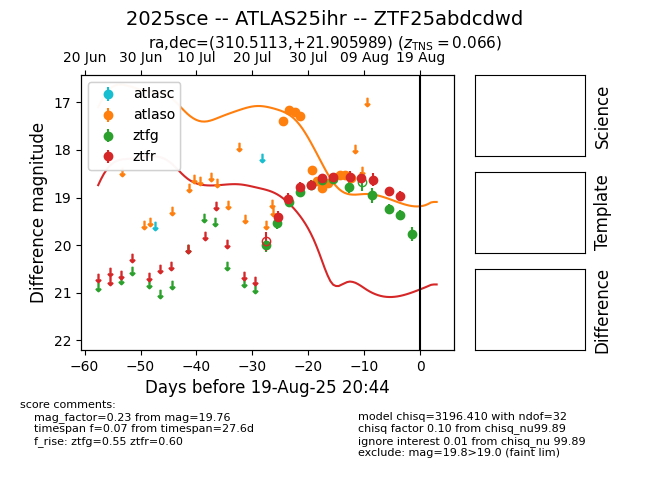 2025sce -- ATLAS25ihr -- ZTF25abdcdwd
ra,dec=(310.5113,+21.905989) (zTNS = 0.066)
20 Jun 30 Jun 10 Jul 20 Jul 30 Jul 09 Aug 19 Aug
atlasc
atlaso
ztfg
ztfr
17
18
19
20
21
22
Difference magnitude
−60 −50 −40 −30 −20 −10 0
Days before 19-Aug-25 20:44
Science
Template
Difference
score comments:
mag_factor=0.23 from mag=19.76
timespan f=0.07 from timespan=27.6d
f_rise: ztfg=0.55 ztfr=0.60
model chisq=3196.410 with ndof=32
chisq factor 0.10 from chisq_nu99.89
ignore interest 0.01 from chisq_nu 99.89
exclude: mag=19.8>19.0 (faint lim)